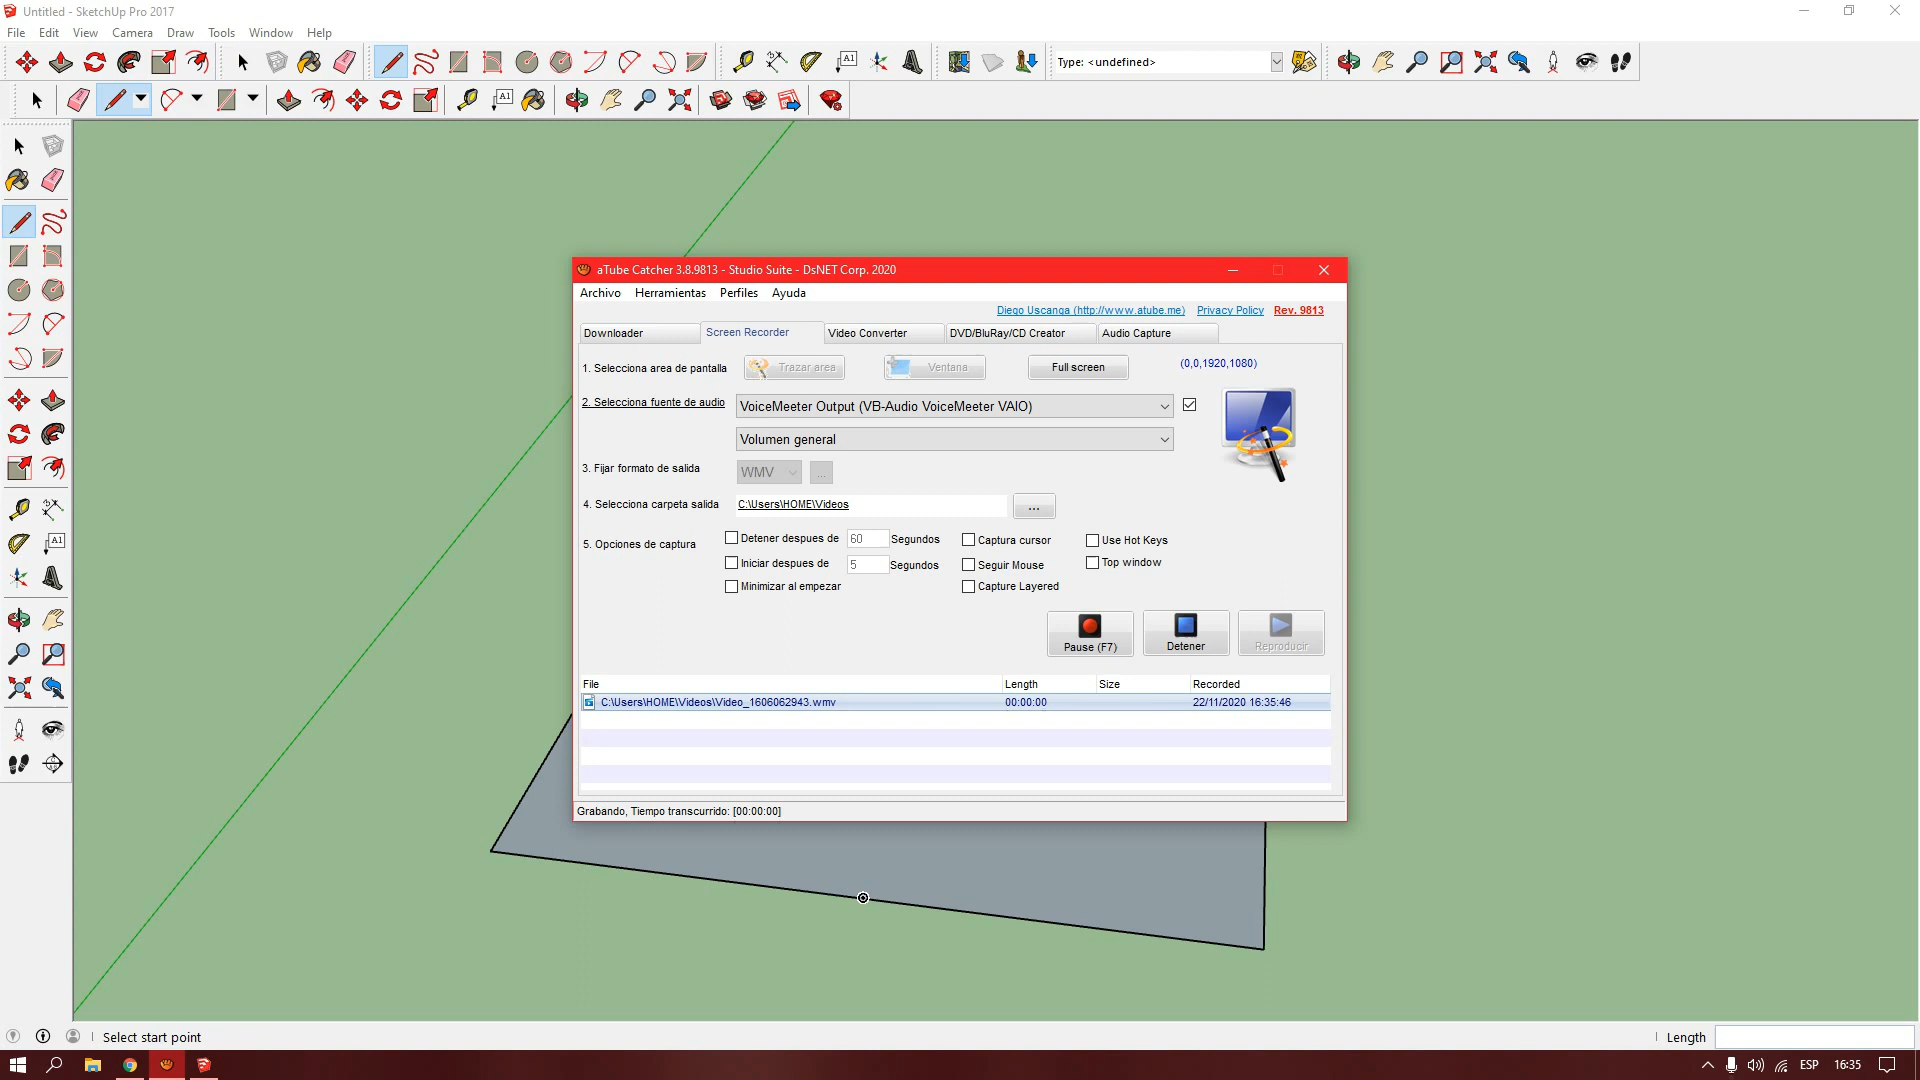 Untitled - SketchUp Pro 2017
File Edit View Camera Draw Tools Window Help
Type: <undefined>
aTube Catcher 3.8.9813 - Studio Suite - DsNET Corp. 2020
Archivo Herramientas Perfiles Ayuda
Diego Uscanga (http://www.atube.me) Privacy Policy Rev. 9813
Downloader Screen Recorder Video Converter DVD/BluRay/CD Creator Audio Capture
1. Selecciona area de pantalla Trazar area Ventana Full screen (0,0,1920,1080)
2. Selecciona fuente de audio VoiceMeeter Output (VB-Audio VoiceMeeter VAIO)
Volumen general
3. Fijar formato de salida WMV ...
4. Selecciona carpeta salida C:\Users\HOME\Videos ...
5. Opciones de captura Detener despues de 60 Segundos Captura cursor Use Hot Keys
Iniciar despues de 5 Segundos Seguir Mouse Top window
Minimizar al empezar Capture Layered
Pause (F7) Detener Reproducir
File Length Size Recorded
C:\Users\HOME\Videos\Video_1606062943.wmv 00:00:00 22/11/2020 16:35:46
Grabando, Tiempo transcurrido: [00:00:00]
Select start point Length
ESP 16:35